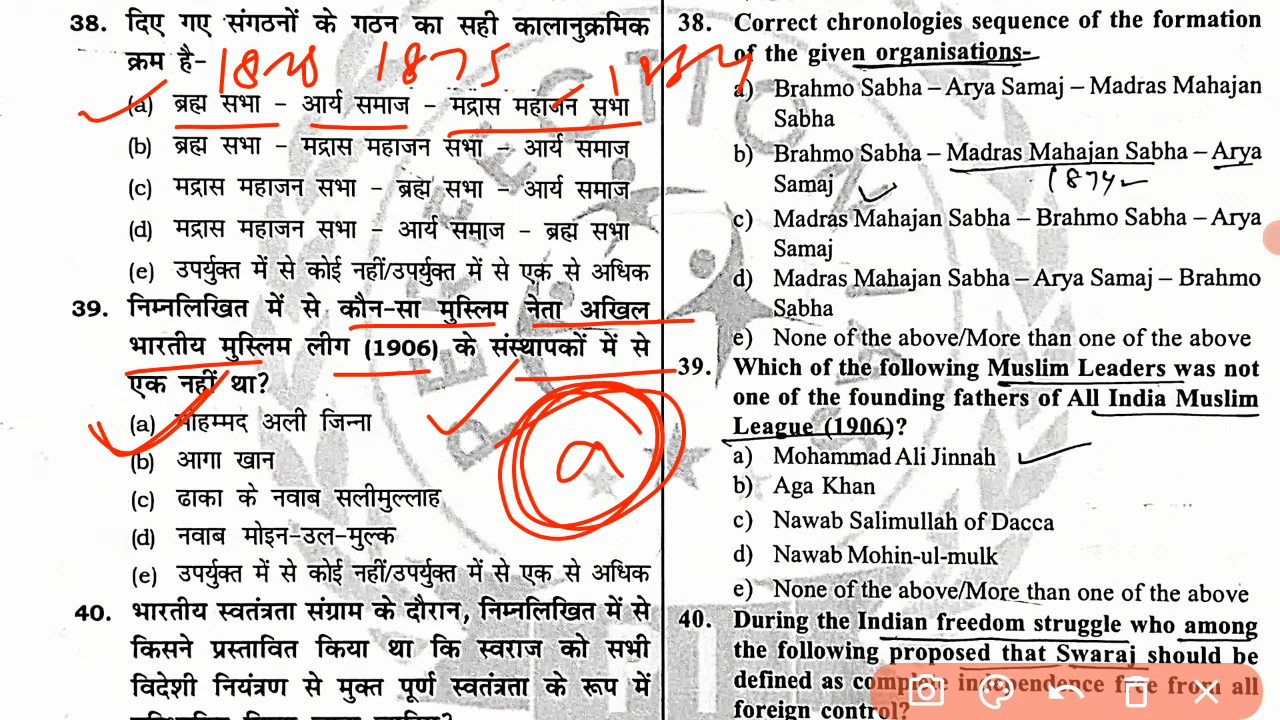 38. दिए गए संगठनों के गठन का सही कालानुक्रमिक
क्रम है-
1828 1875 1884
(a) ब्रह्म सभा - आर्य समाज - मद्रास महाजन सभा
(b) ब्रह्म सभा - मद्रास महाजन सभा - आर्य समाज
(c) मद्रास महाजन सभा - ब्रह्म सभा - आर्य समाज
(d) मद्रास महाजन सभा - आर्य समाज - ब्रह्म सभा
(e) उपर्युक्त में से कोई नहीं/उपर्युक्त में से एक से अधिक
39. निम्नलिखित में से कौन-सा मुस्लिम नेता अखिल
भारतीय मुस्लिम लीग (1906) के संस्थापकों में से
एक नहीं था?
(a) मोहम्मद अली जिन्ना
(b) आगा खान
(c) ढाका के नवाब सलीमुल्लाह
(d) नवाब मोइन-उल-मुल्क
(e) उपर्युक्त में से कोई नहीं/उपर्युक्त में से एक से अधिक
a
40. भारतीय स्वतंत्रता संग्राम के दौरान, निम्नलिखित में से
किसने प्रस्तावित किया था कि स्वराज को सभी
विदेशी नियंत्रण से मुक्त पूर्ण स्वतंत्रता के रूप में
38. Correct chronologies sequence of the formation
of the given organisations-
a) Brahmo Sabha – Arya Samaj – Madras Mahajan
Sabha
b) Brahmo Sabha – Madras Mahajan Sabha – Arya
Samaj
c) Madras Mahajan Sabha – Brahmo Sabha – Arya
Samaj
d) Madras Mahajan Sabha – Arya Samaj – Brahmo
Sabha
e) None of the above/More than one of the above
39. Which of the following Muslim Leaders was not
one of the founding fathers of All India Muslim
League (1906)?
a) Mohammad Ali Jinnah
b) Aga Khan
c) Nawab Salimullah of Dacca
d) Nawab Mohin-ul-mulk
e) None of the above/More than one of the above
40. During the Indian freedom struggle who among
the following proposed that Swaraj should be
defined as complete independence free from all
foreign control?